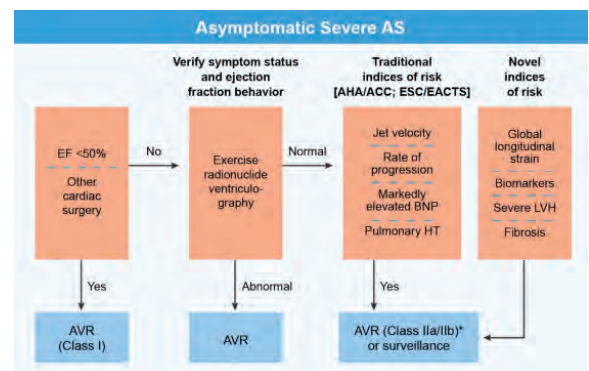 Asymptomatic Severe AS
Verify symptom status
and ejection
fraction behavior
Traditional
indices of risk
[AHA/ACC; ESC/EACTS]
Novel
indices
of risk
EF <50%
Other
cardiac
surgery
No
Exercise
radionuclide
ventriculo-
graphy
Normal
Jet velocity
Rate of
progression
Markedly
elevated BNP
Pulmonary HT
Global
longitudinal
strain
Biomarkers
Severe LVH
Fibrosis
Yes
Abnormal
Yes
AVR
(Class I)
AVR
AVR (Class IIa/IIb)*
or surveillance